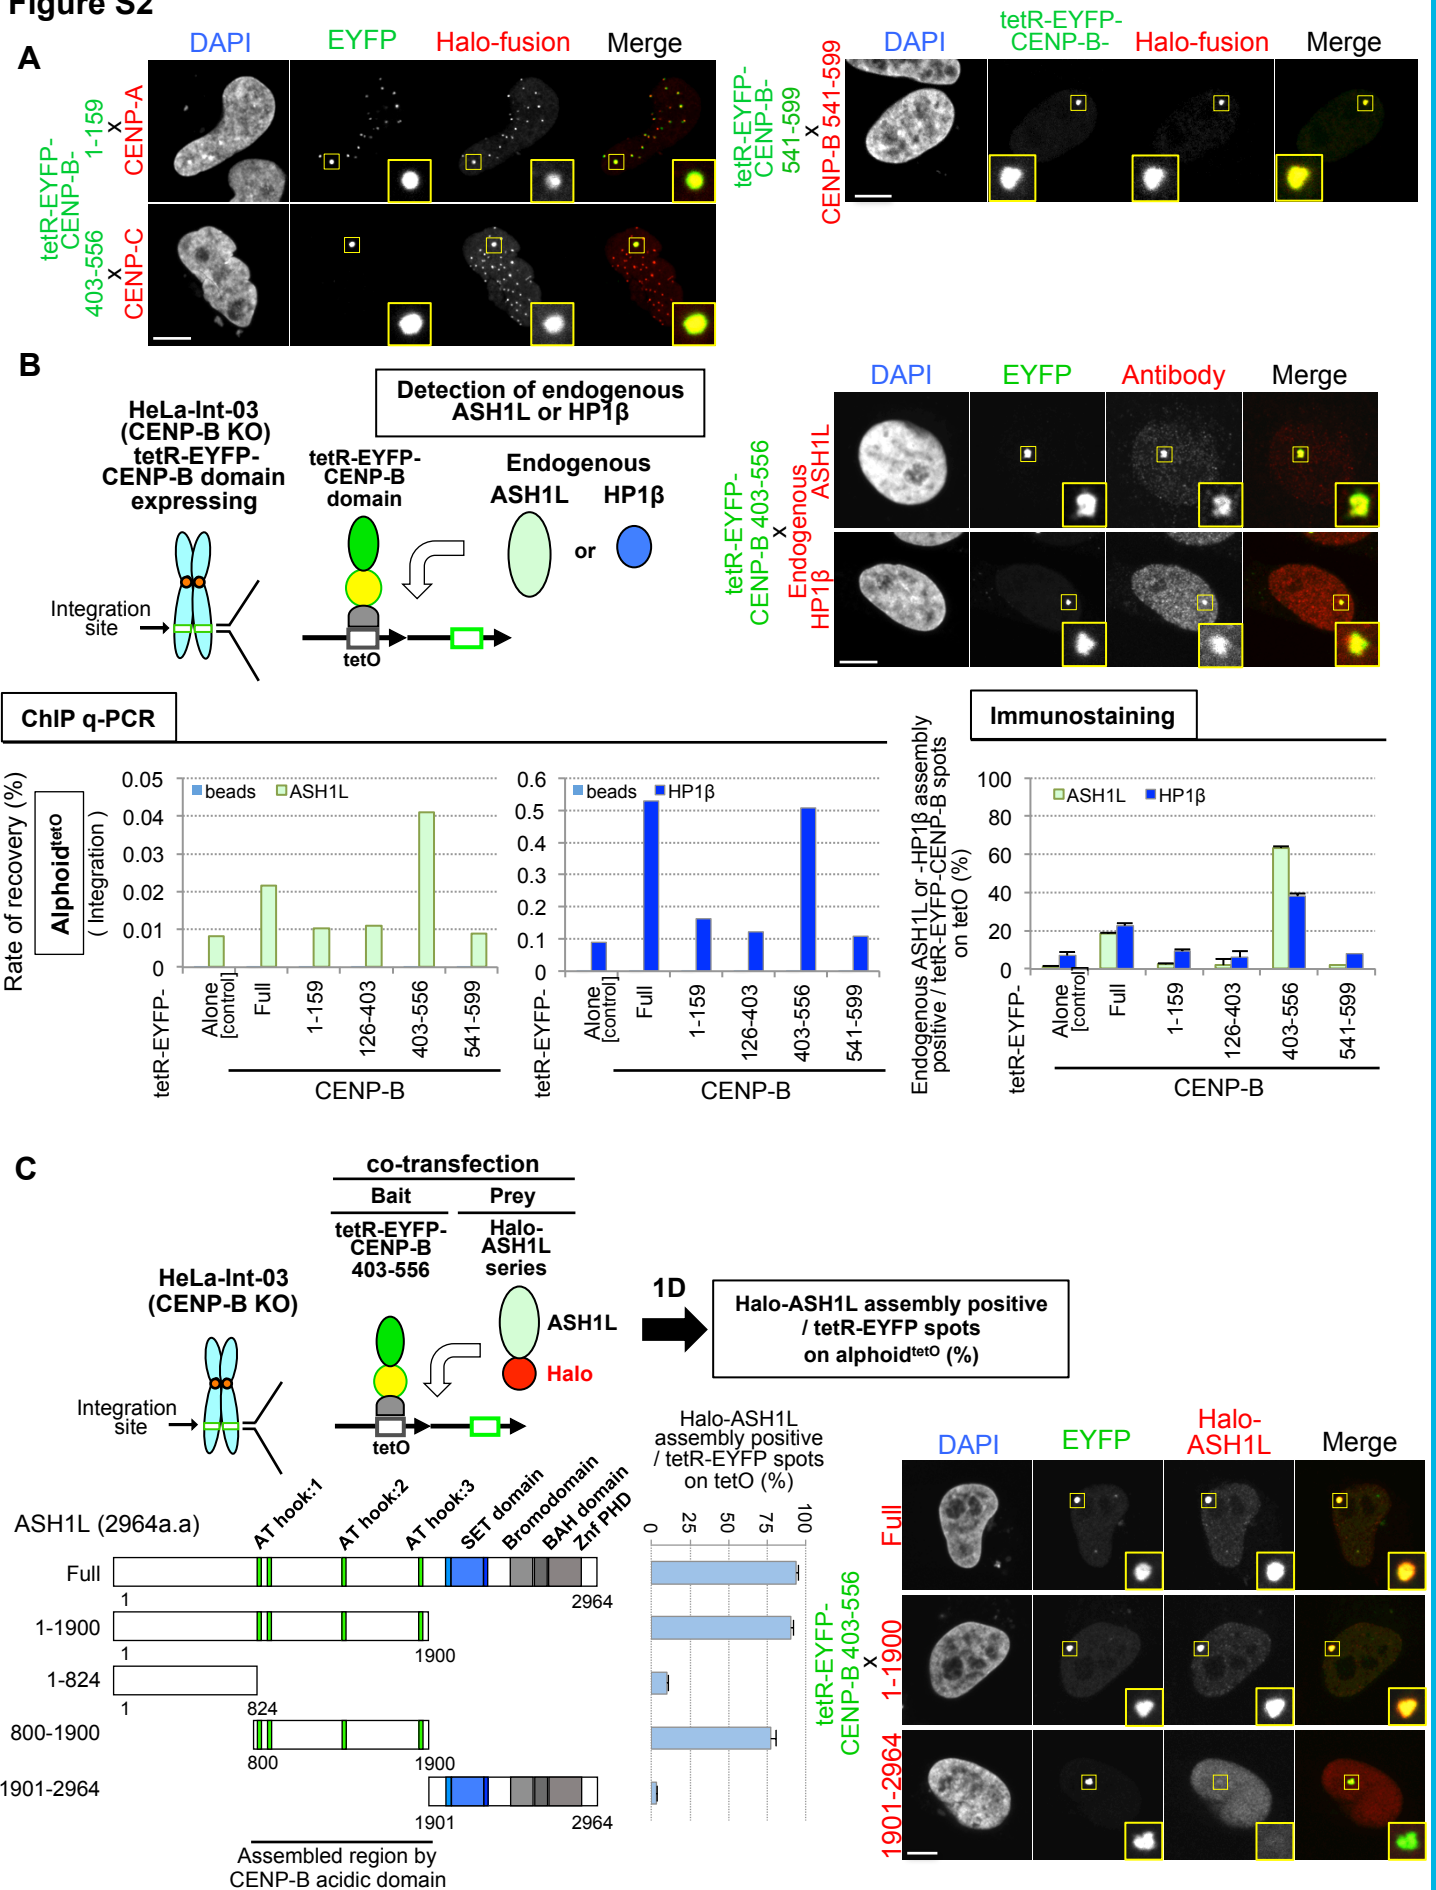 Figure S2
A
DAPI
EYFP
Halo-fusion
Merge
tetR-EYFP-
CENP-B-
1-159
x
CENP-A
403-556
x
CENP-C
DAPI
tetR-EYFP-
CENP-B-
Halo-fusion
Merge
tetR-EYFP-
CENP-B-
541-599
x
CENP-B 541-599
B
HeLa-Int-03
(CENP-B KO)
tetR-EYFP-
CENP-B domain
expressing
Integration
site
Detection of endogenous
ASH1L or HP1β
tetR-EYFP-
CENP-B
domain
Endogenous
ASH1L
HP1β
or
tetO
DAPI
EYFP
Antibody
Merge
tetR-EYFP-
CENP-B 403-556
x
Endogenous
ASH1L
HP1β
ChIP q-PCR
Rate of recovery (%)
AlphoidtetO
( Integration )
0.05
0.04
0.03
0.02
0.01
0
beads
ASH1L
tetR-EYFP-
Alone
[control]
Full
1-159
126-403
403-556
541-599
CENP-B
0.6
0.5
0.4
0.3
0.2
0.1
0
beads
HP1β
tetR-EYFP-
Alone
[control]
Full
1-159
126-403
403-556
541-599
CENP-B
Immunostaining
Endogenous ASH1L or -HP1β assembly
positive / tetR-EYFP-CENP-B spots
on tetO (%)
100
80
60
40
20
0
ASH1L
HP1β
tetR-EYFP-
Alone
[control]
Full
1-159
126-403
403-556
541-599
CENP-B
C
co-transfection
Bait
Prey
tetR-EYFP-
CENP-B
403-556
Halo-
ASH1L
series
HeLa-Int-03
(CENP-B KO)
Integration
site
ASH1L
Halo
tetO
1D
Halo-ASH1L assembly positive
/ tetR-EYFP spots
on alphoidtetO (%)
Halo-ASH1L
assembly positive
/ tetR-EYFP spots
on tetO (%)
0
25
50
75
100
ASH1L (2964a.a)
AT hook:1
AT hook:2
AT hook:3
SET domain
Bromodomain
BAH domain
Znf PHD
Full
1
2964
1-1900
1
1900
1-824
1
824
800-1900
800
1900
1901-2964
1901
2964
Assembled region by
CENP-B acidic domain
DAPI
EYFP
Halo-
ASH1L
Merge
tetR-EYFP-
CENP-B 403-556
x
Full
1-1900
1901-2964